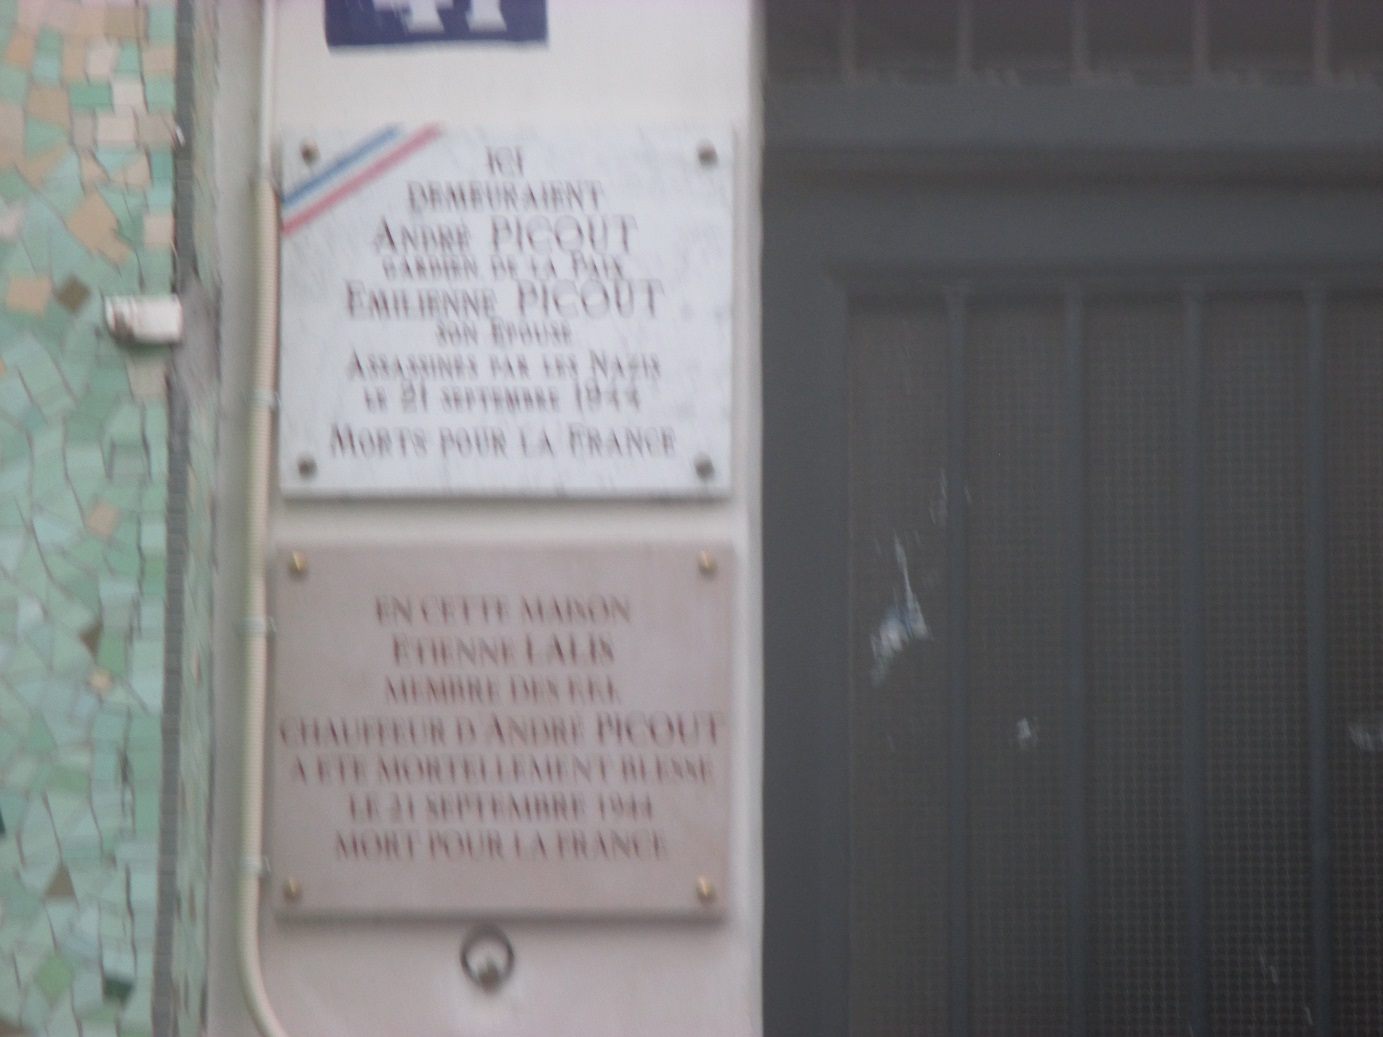 41
ICI
DEMEURAIENT
ANDRÉ PICOUT
GARDIEN DE LA PAIX
EMILIENNE PICOUT
SON ÉPOUSE
ASSASSINÉS PAR LES NAZIS
LE 21 SEPTEMBRE 1944
MORTS POUR LA FRANCE
EN CETTE MAISON
ETIENNE LALIS
MEMBRE DES F.F.I.
CHAUFFEUR D'ANDRÉ PICOUT
A ÉTÉ MORTELLEMENT BLESSÉ
LE 21 SEPTEMBRE 1944
MORT POUR LA FRANCE